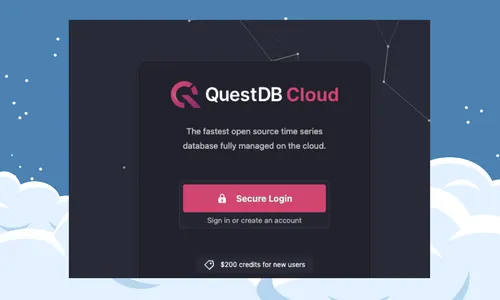 QuestDB Cloud
The fastest open source time series
database fully managed on the cloud.
Secure Login
Sign in or create an account
$200 credits for new users